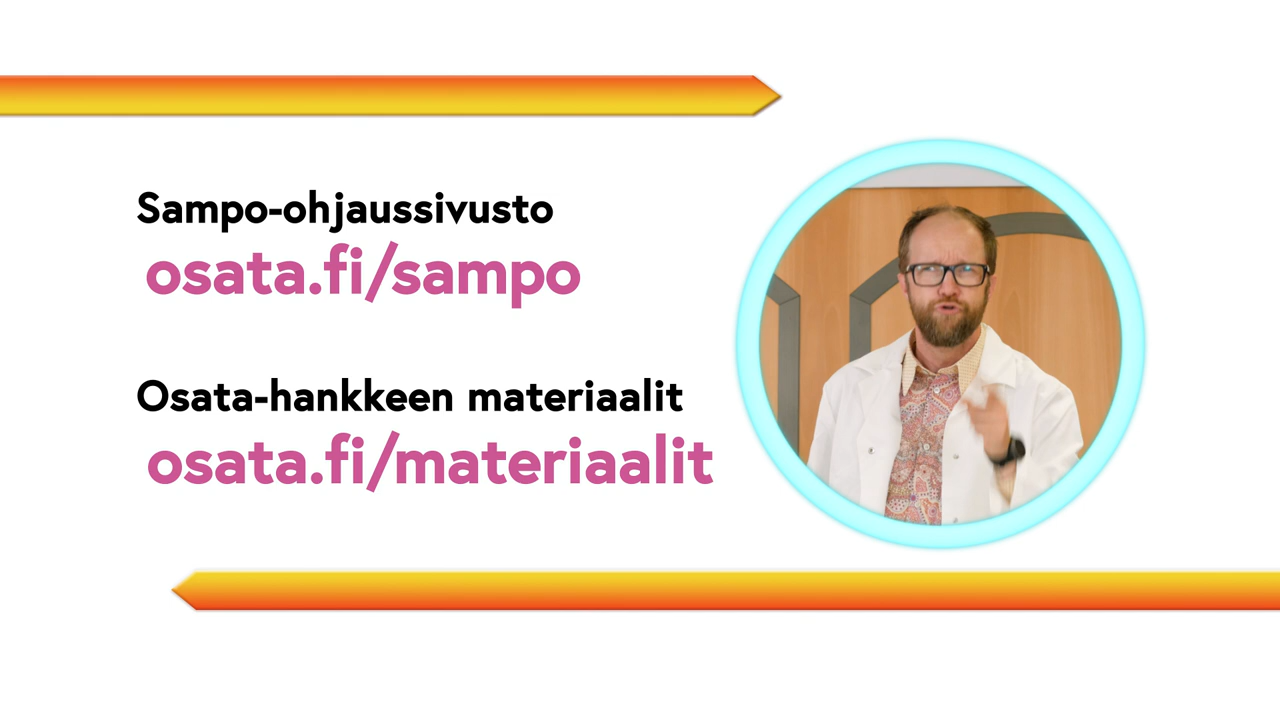 Sampo-ohjaussivusto
osata.fi/sampo
Osata-hankkeen materiaalit
osata.fi/materiaalit